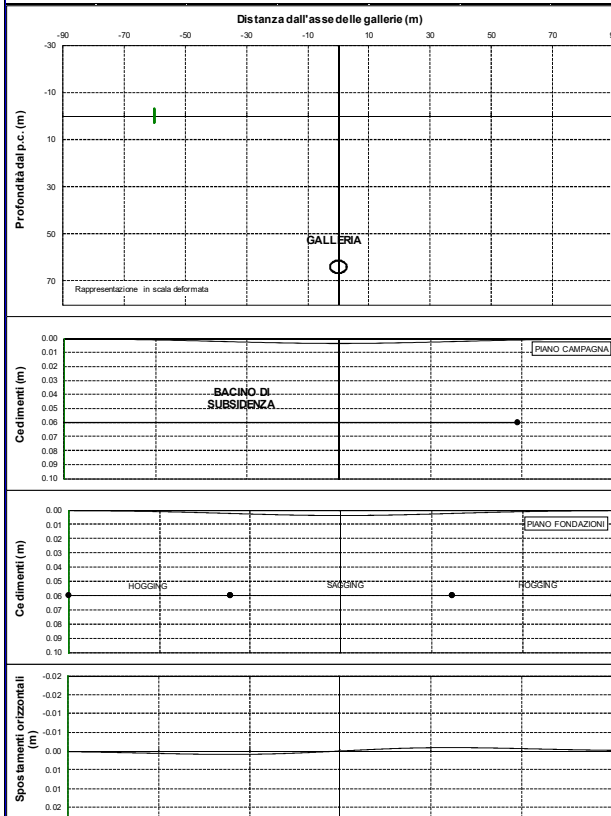 Distanza dall'asse delle gallerie (m)
-90 -70 -50 -30 -10 10 30 50 70 90
Profondità dal p.c. (m)
-30
-10
10
30
50
70
GALLERIA
Rappresentazione in scala deformata
Cedimenti (m)
0.00
0.01
0.02
0.03
0.04
0.05
0.06
0.07
0.08
0.09
0.10
PIANO CAMPAGNA
BACINO DI
SUBSIDENZA
Cedimenti (m)
0.00
0.01
0.02
0.03
0.04
0.05
0.06
0.07
0.08
0.09
0.10
PIANO FONDAZIONI
HOGGING SAGGING HOGGING
Spostamenti orizzontali
(m)
-0.02
-0.02
-0.01
-0.01
0.00
0.01
0.01
0.02